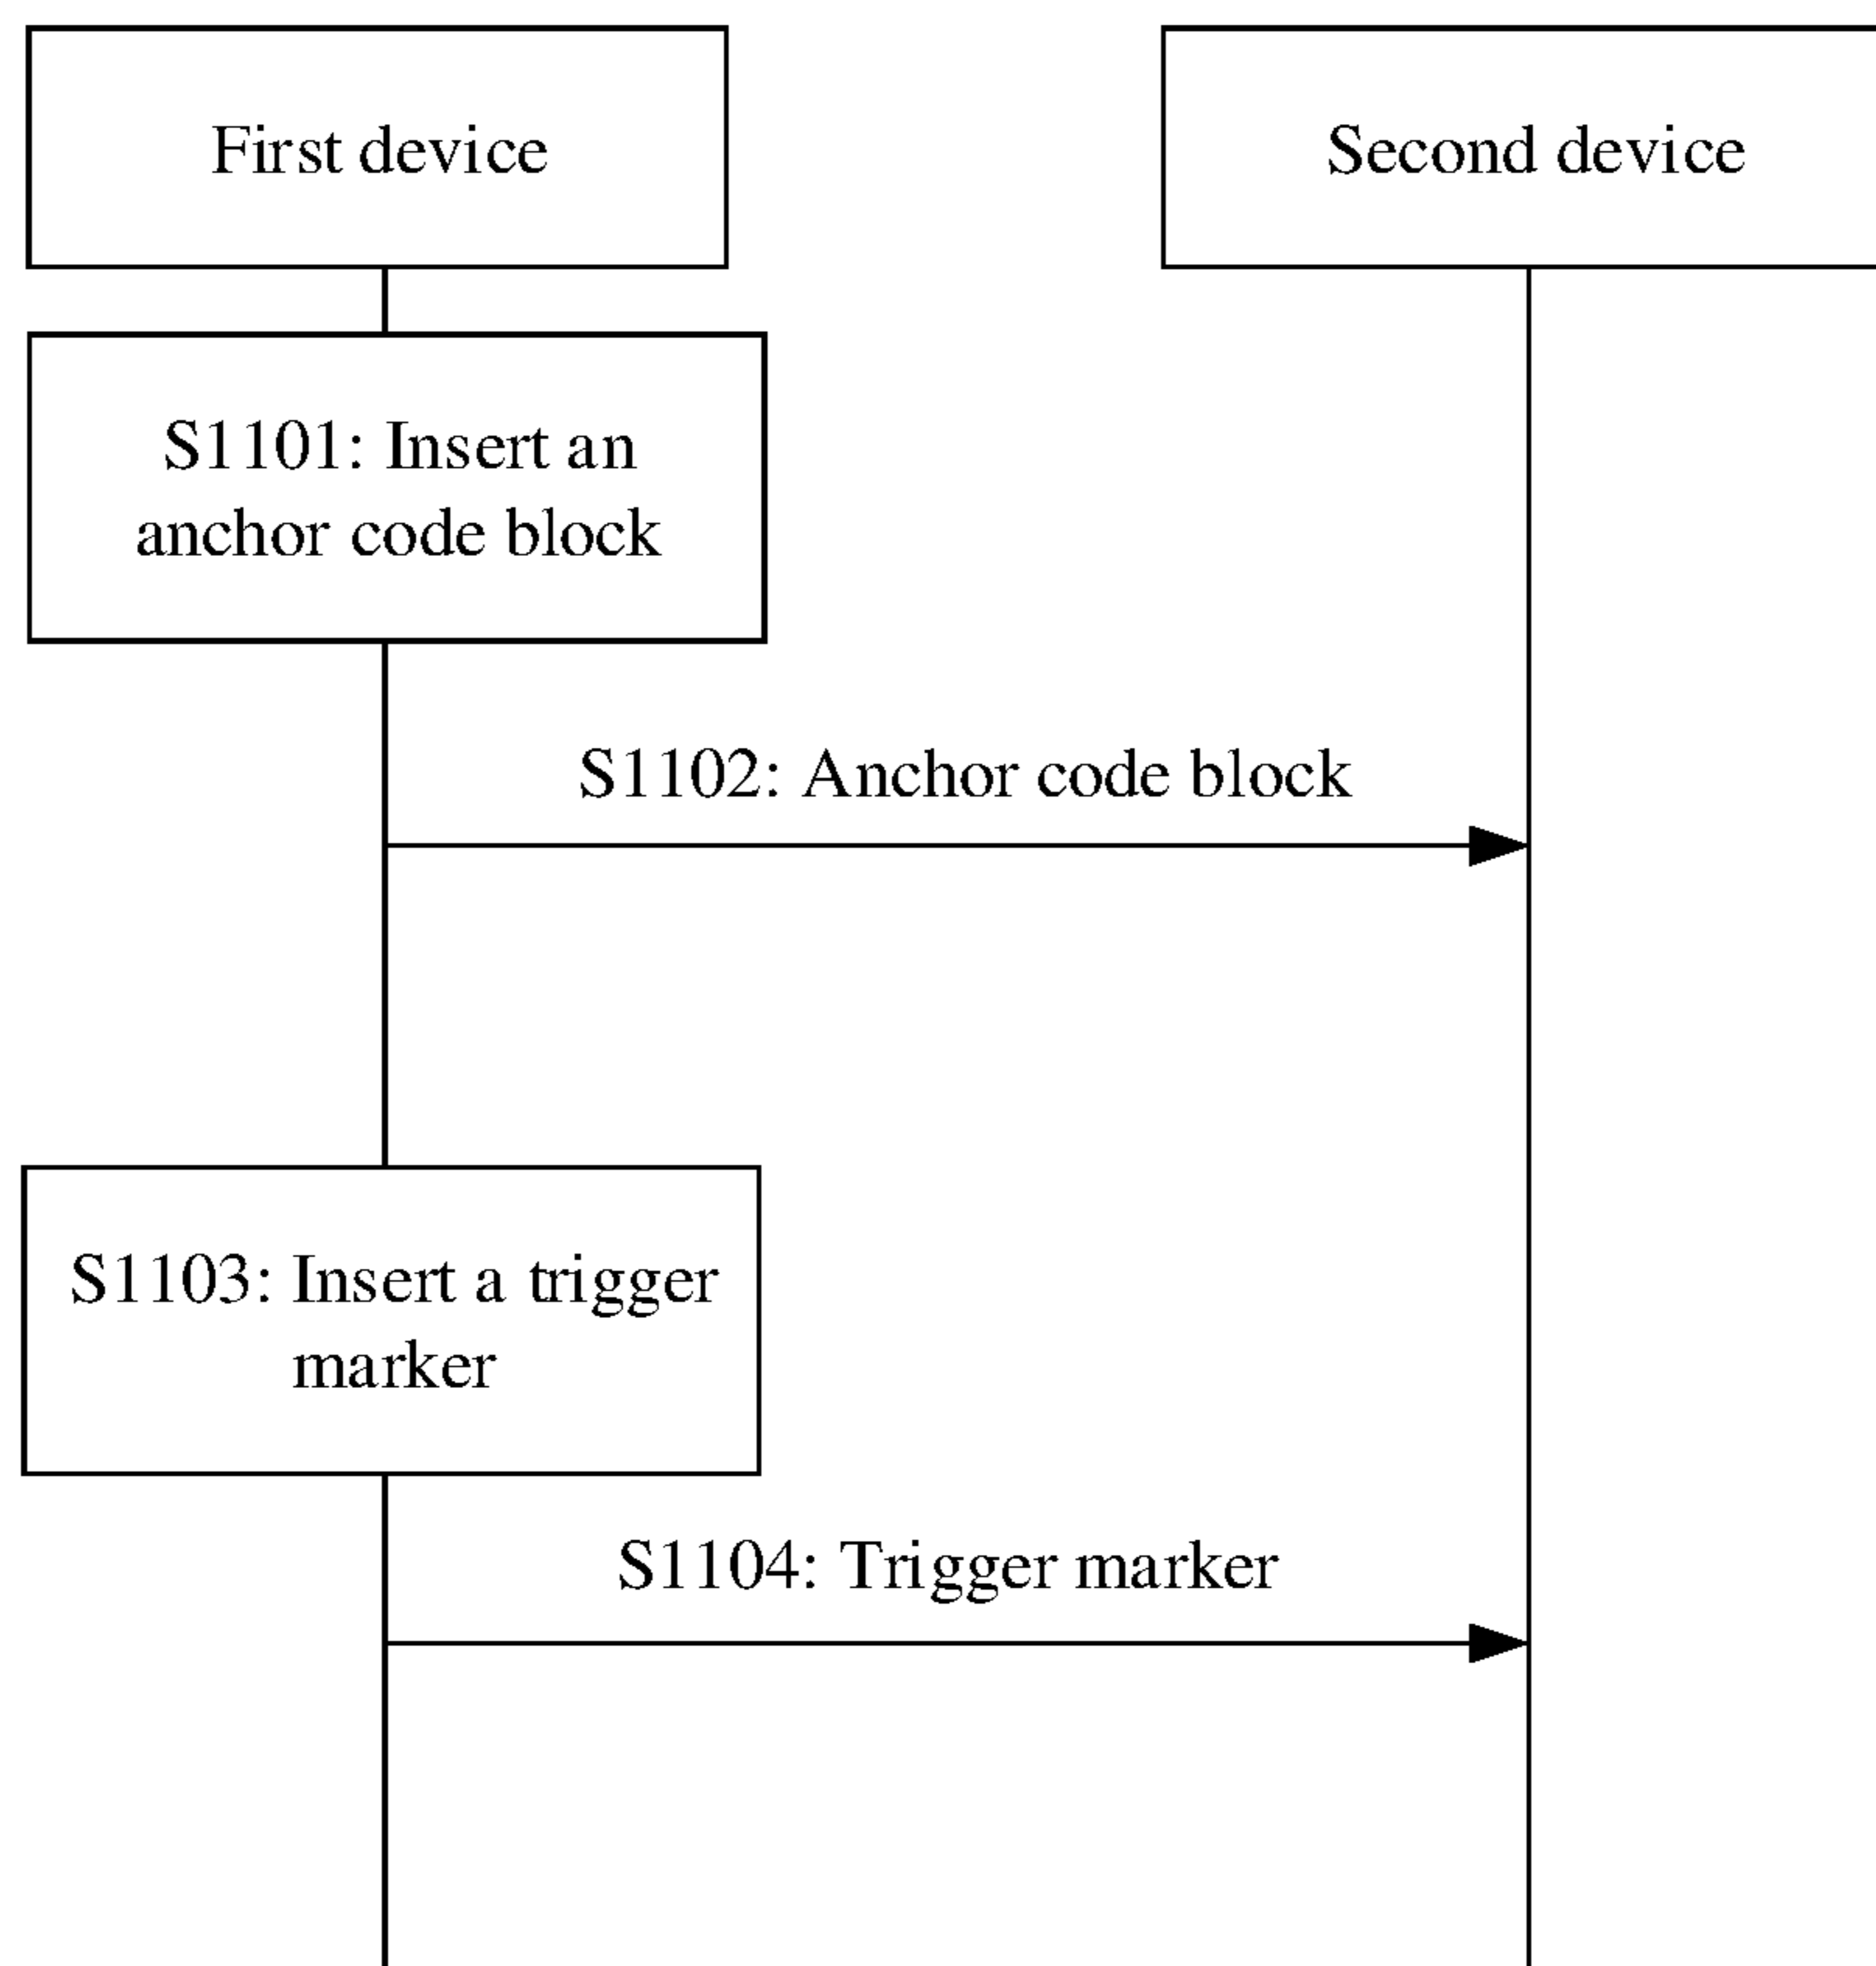 First device
Second device
S1101: Insert an
anchor code block
S1102: Anchor code block
S1103: Insert a trigger
marker
S1104: Trigger marker